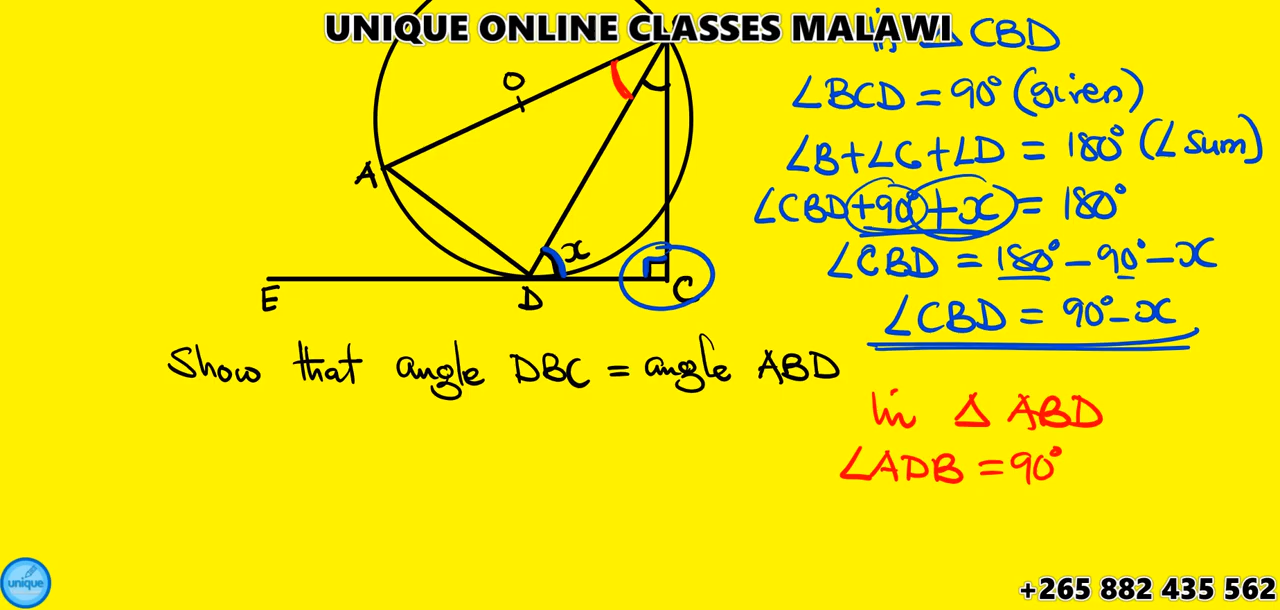 UNIQUE ONLINE CLASSES MALAWI
In Δ CBD
∠BCD = 90° (given)
∠B+∠C+∠D = 180° (∠ sum)
∠CBD+90°+x = 180°
∠CBD = 180°-90°-x
∠CBD = 90°-x
O
A
x
E
D
C
Show that angle DBC = angle ABD
In Δ ABD
∠ADB = 90°
unique
+265 882 435 562